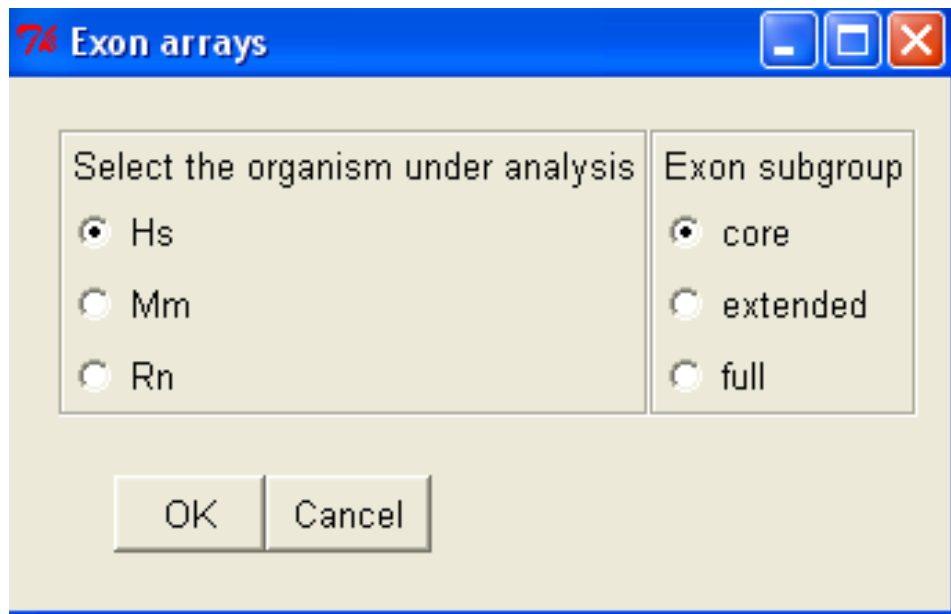 Exon arrays
Select the organism under analysis
Hs
Mm
Rn
Exon subgroup
core
extended
full
OK
Cancel